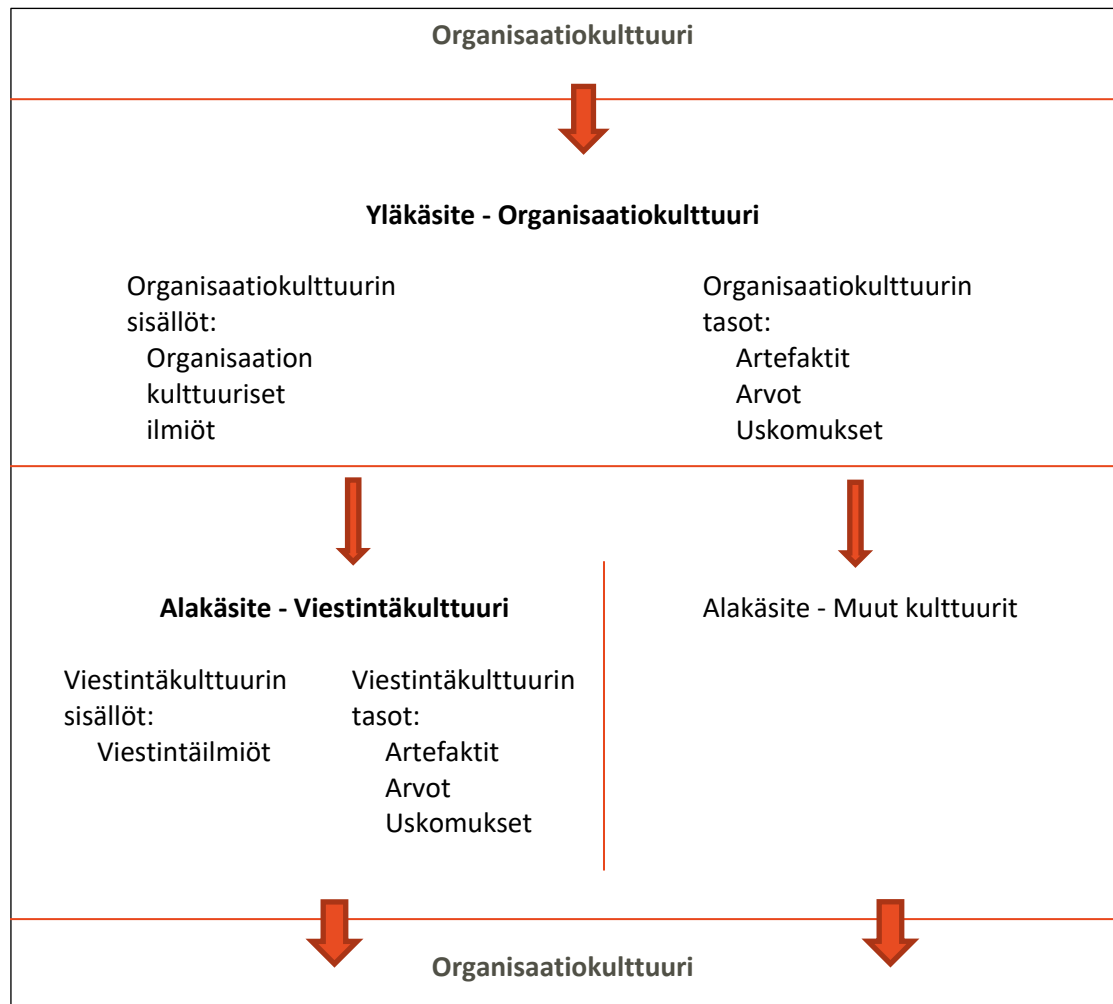 Organisaatiokulttuuri
Yläkäsite - Organisaatiokulttuuri
Organisaatiokulttuurin
sisällöt:
Organisaation
kulttuuriset
ilmiöt
Organisaatiokulttuurin
tasot:
Artefaktit
Arvot
Uskomukset
Alakäsite - Viestintäkulttuuri
Viestintäkulttuurin
sisällöt:
Viestintäilmiöt
Viestintäkulttuurin
tasot:
Artefaktit
Arvot
Uskomukset
Alakäsite - Muut kulttuurit
Organisaatiokulttuuri